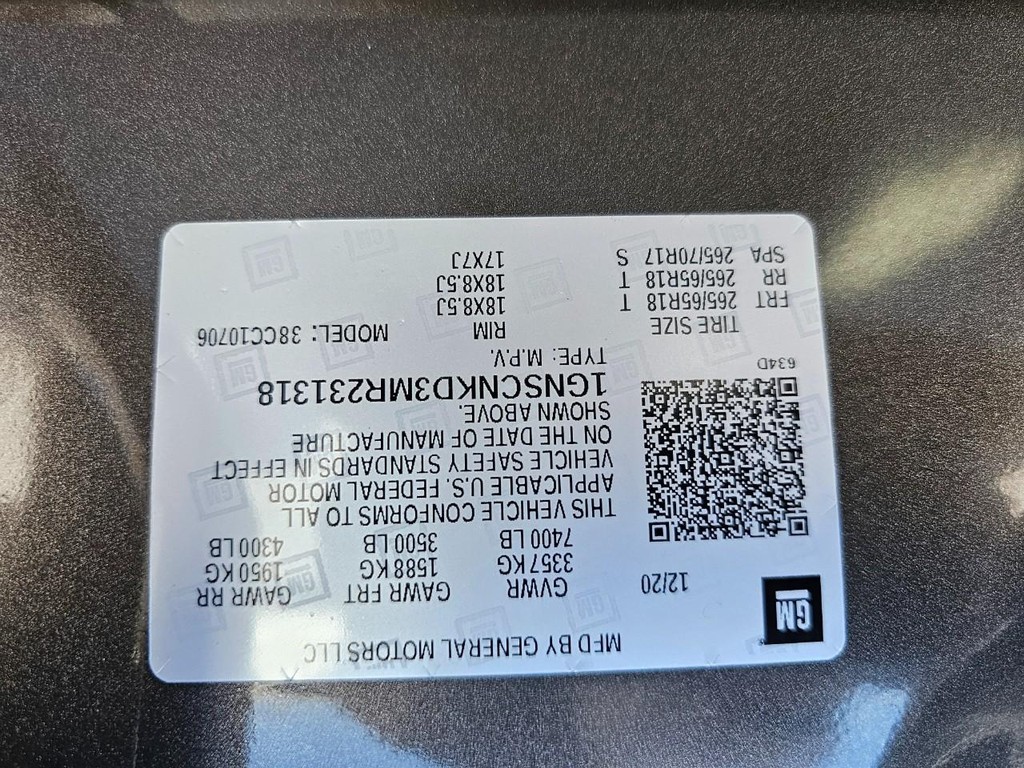 GM
MFD BY GENERAL MOTORS LLC
12/20 GVWR GAWR FRT GAWR RR
3357 KG 1588 KG 1950 KG
7400 LB 3500 LB 4300 LB
THIS VEHICLE CONFORMS TO ALL
APPLICABLE U.S. FEDERAL MOTOR
VEHICLE SAFETY STANDARDS IN EFFECT
ON THE DATE OF MANUFACTURE
SHOWN ABOVE.
1GNSCNKD3MR231318
634D TYPE: M.P.V.
TIRE SIZE RIM MODEL: 38CC10706
FRT 265/65R18 T 18X8.5J
RR 265/65R18 T 18X8.5J
SPA 265/70R17 S 17X7J